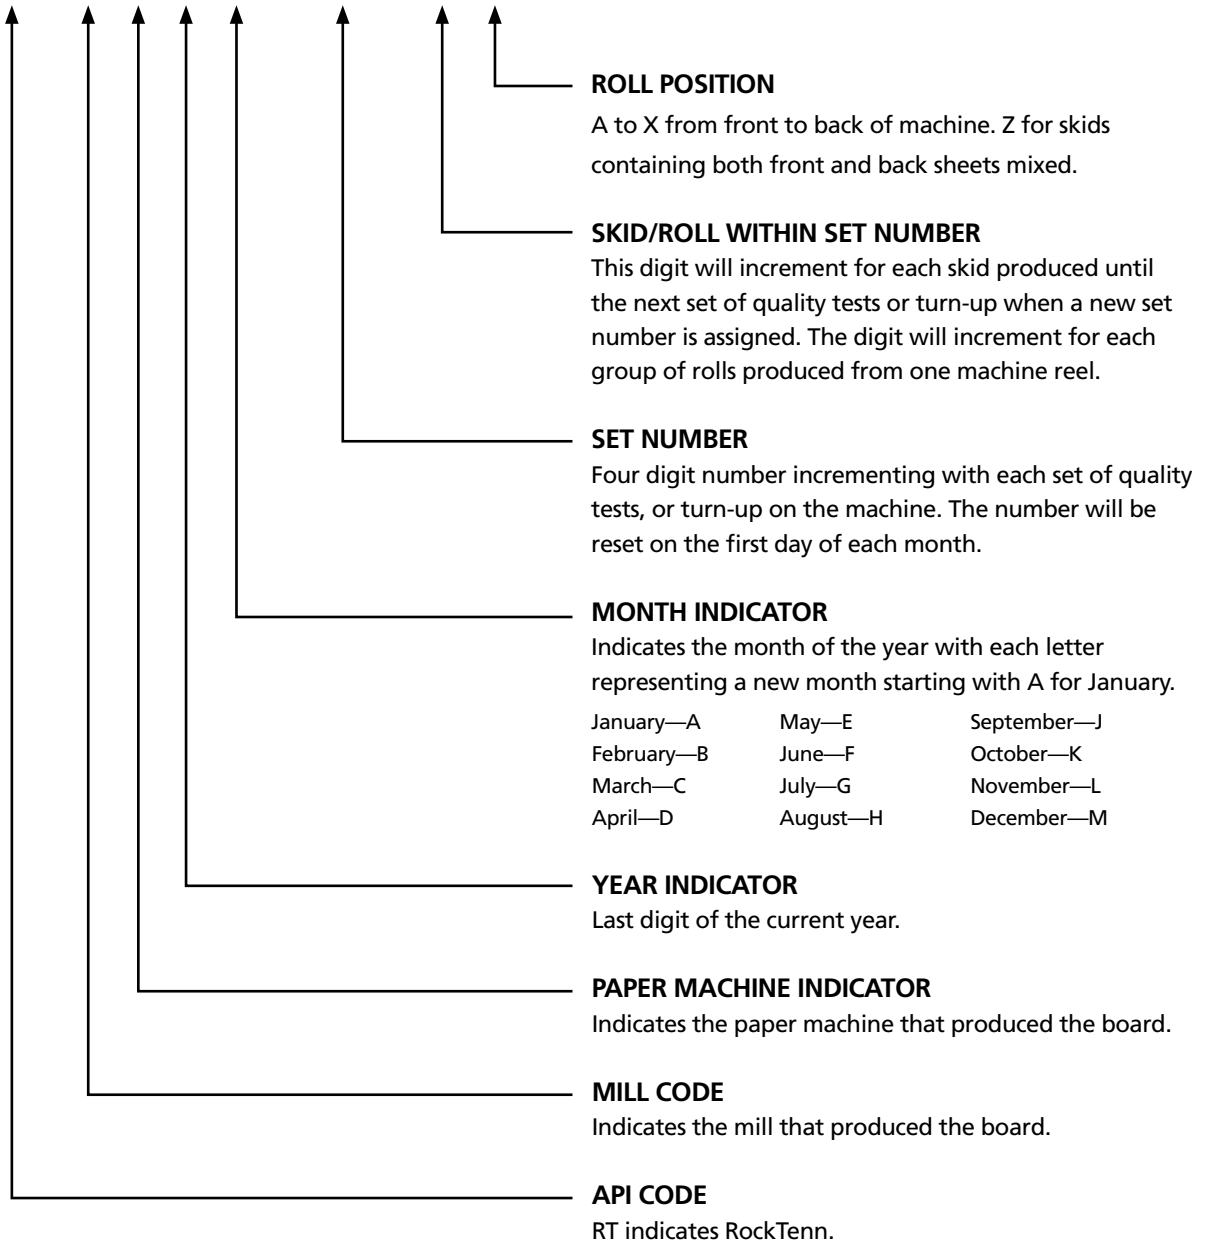 ROLL POSITION
A to X from front to back of machine. Z for skids
containing both front and back sheets mixed.
SKID/ROLL WITHIN SET NUMBER
This digit will increment for each skid produced until
the next set of quality tests or turn-up when a new set
number is assigned. The digit will increment for each
group of rolls produced from one machine reel.
SET NUMBER
Four digit number incrementing with each set of quality
tests, or turn-up on the machine. The number will be
reset on the first day of each month.
MONTH INDICATOR
Indicates the month of the year with each letter
representing a new month starting with A for January.
January—A May—E September—J
February—B June—F October—K
March—C July—G November—L
April—D August—H December—M
YEAR INDICATOR
Last digit of the current year.
PAPER MACHINE INDICATOR
Indicates the paper machine that produced the board.
MILL CODE
Indicates the mill that produced the board.
API CODE
RT indicates RockTenn.